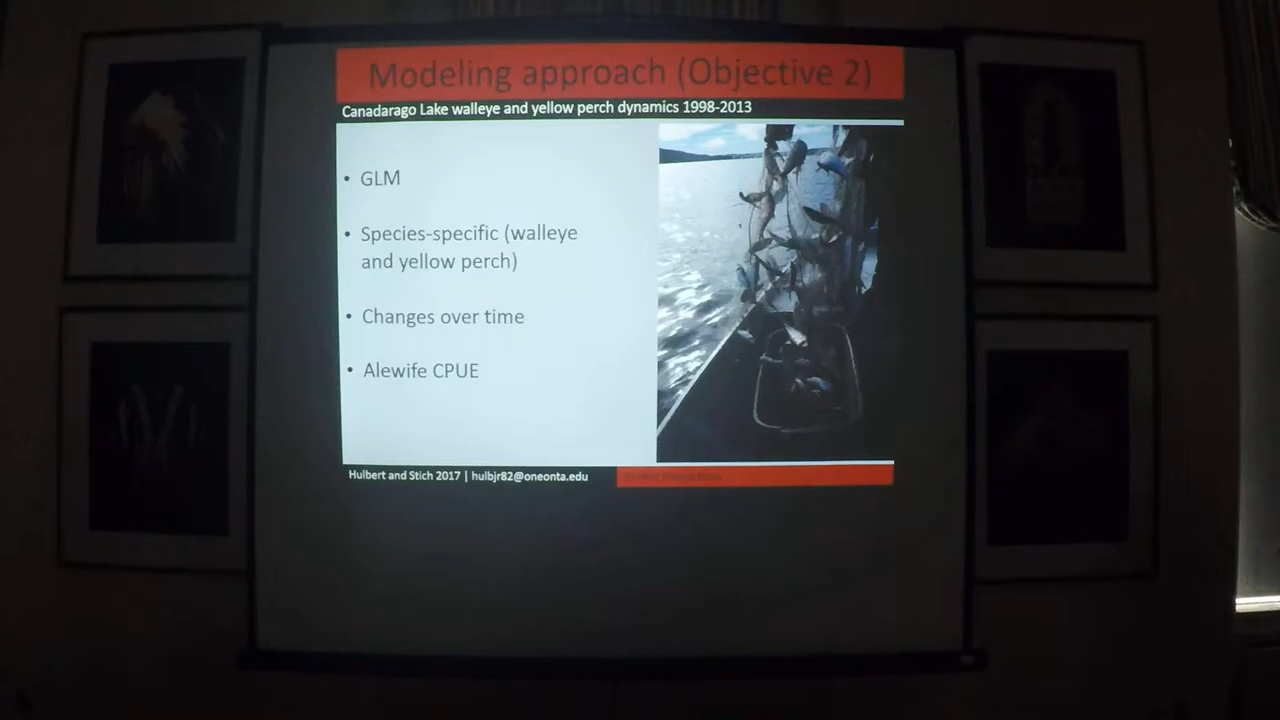 Modeling approach (Objective 2)
Canadarago Lake walleye and yellow perch dynamics 1998-2013
• GLM
• Species-specific (walleye
and yellow perch)
• Changes over time
• Alewife CPUE
Hulbert and Stich 2017 | hulbjr82@oneonta.edu